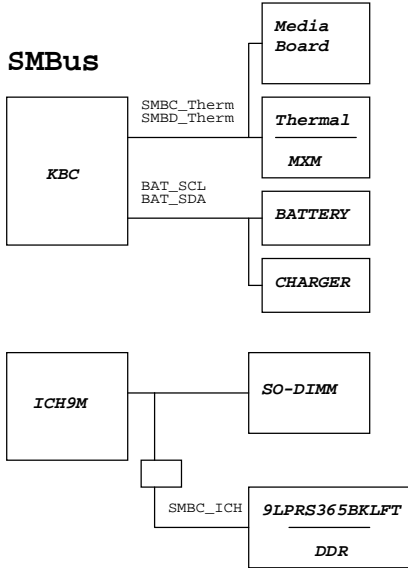 Media
Board
SMBus
SMBC_Therm
SMBD_Therm
Thermal
MXM
KBC
BAT_SCL
BAT_SDA
BATTERY
CHARGER
ICH9M
SO-DIMM
SMBC_ICH
9LPRS365BKLFT
DDR